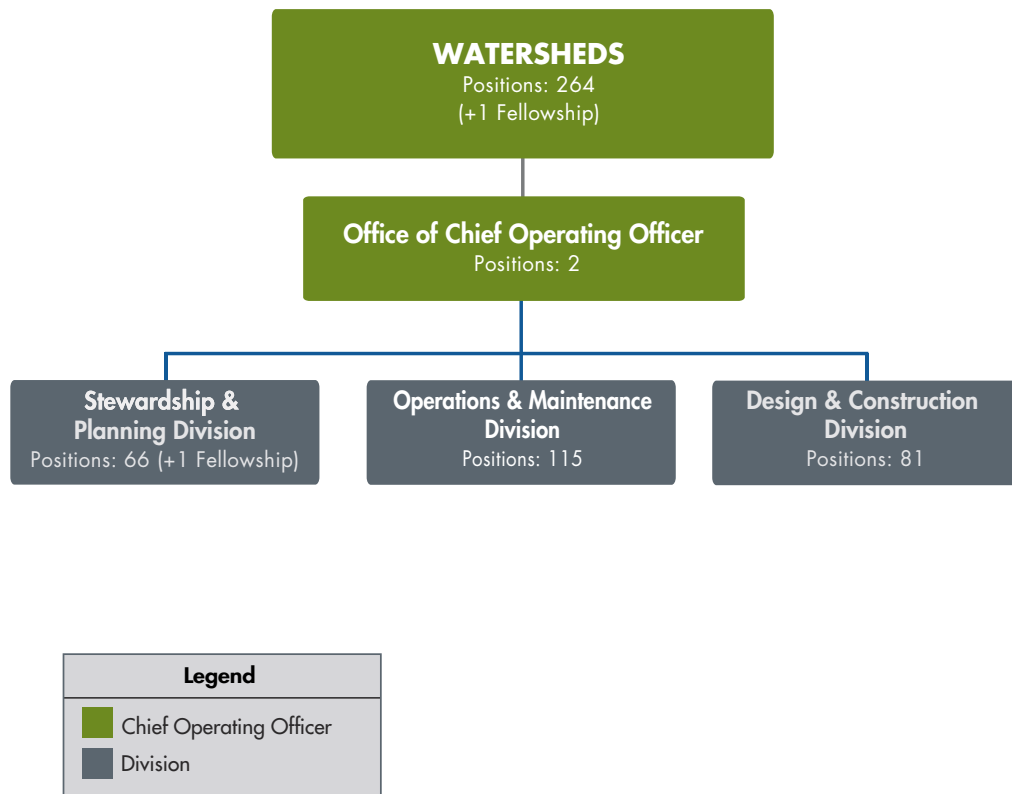 WATERSHEDS
Positions: 264
(+1 Fellowship)
Office of Chief Operating Officer
Positions: 2
Stewardship &
Planning Division
Positions: 66 (+1 Fellowship)
Operations & Maintenance
Division
Positions: 115
Design & Construction
Division
Positions: 81
Legend
Chief Operating Officer
Division